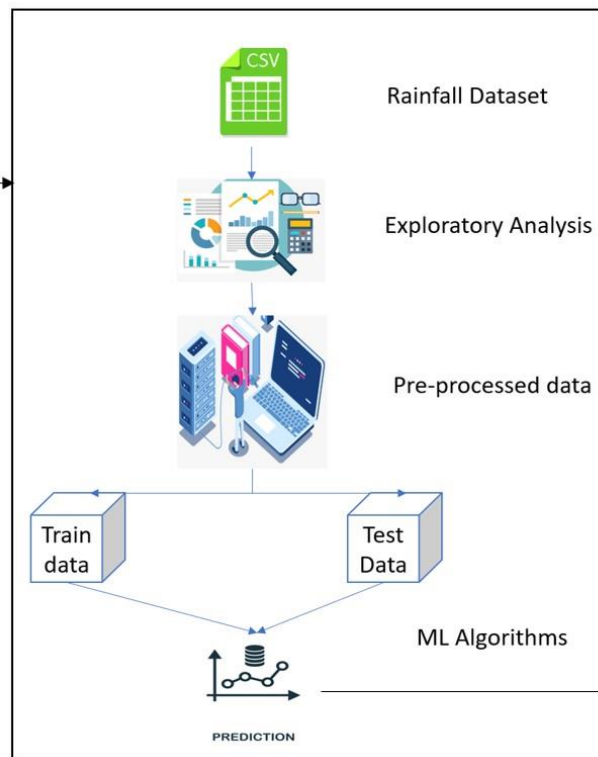 CSV
Rainfall Dataset
Exploratory Analysis
Pre-processed data
Train
data
Test
Data
ML Algorithms
PREDICTION